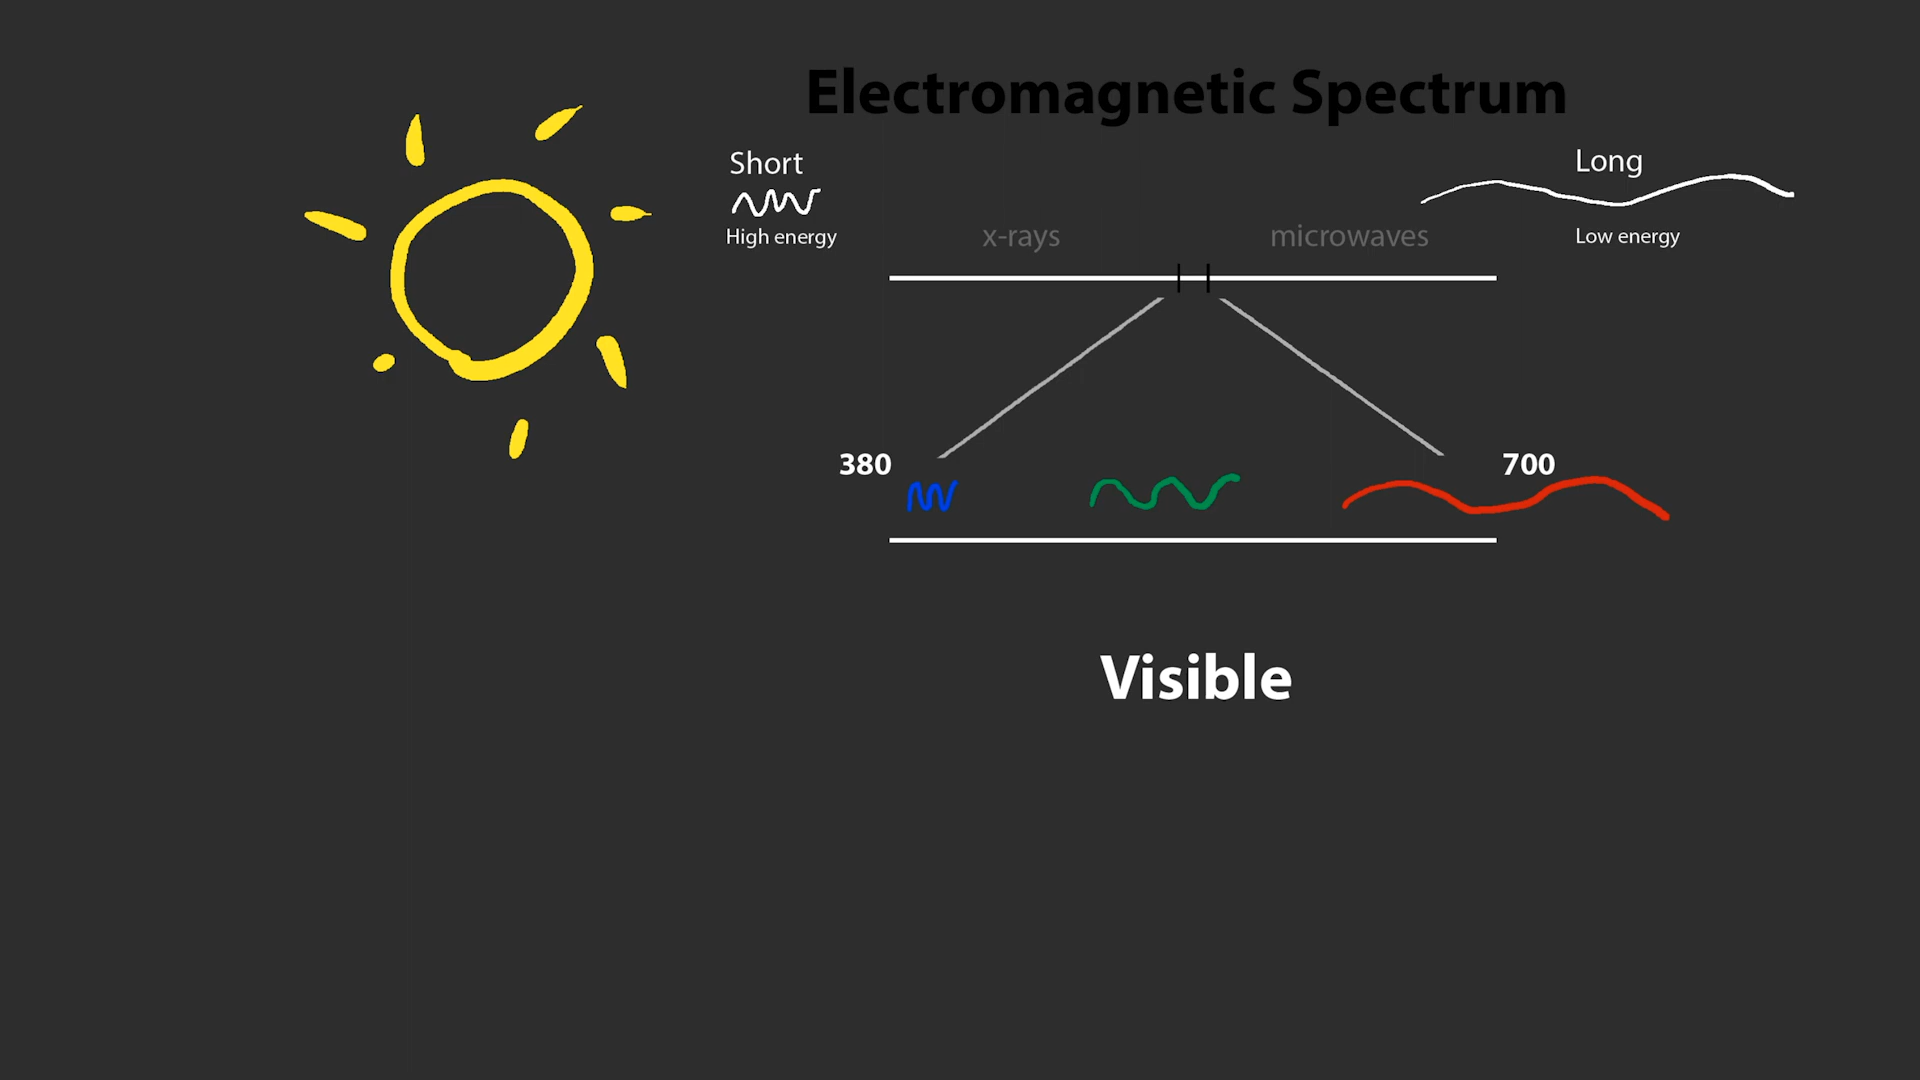 Electromagnetic Spectrum
Short
Long
High energy
x-rays
microwaves
Low energy
380
700
Visible